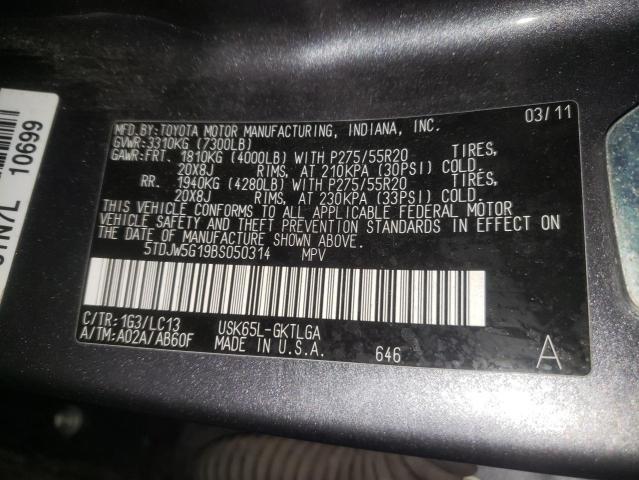 MFD.BY:TOYOTA MOTOR MANUFACTURING, INDIANA, INC. 03/11
GVWR:3310KG (7300LB)
GAWR:FRT. 1810KG (4000LB) WITH P275/55R20 TIRES,
20X8J RIMS, AT 210KPA (30PSI) COLD.
RR. 1940KG (4280LB) WITH P275/55R20 TIRES,
20X8J RIMS, AT 230KPA (33PSI) COLD.
THIS VEHICLE CONFORMS TO ALL APPLICABLE FEDERAL MOTOR
VEHICLE SAFETY AND THEFT PREVENTION STANDARDS IN EFFECT ON
THE DATE OF MANUFACTURE SHOWN ABOVE.
5TDJW5G19BS050314 MPV
C/TR:1G3/LC13 USK65L-GKTLGA
A/TM:A02A/AB60F MADE IN U.S.A. 646 A
10699